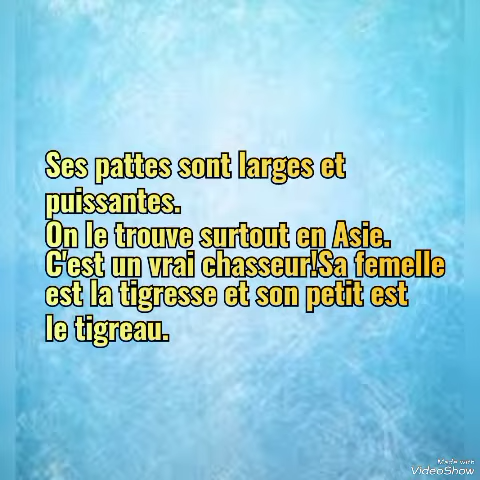 Ses pattes sont larges et
puissantes.
On le trouve surtout en Asie.
C'est un vrai chasseur!Sa femelle
est la tigresse et son petit est
le tigreau.
Made with
VideoShow